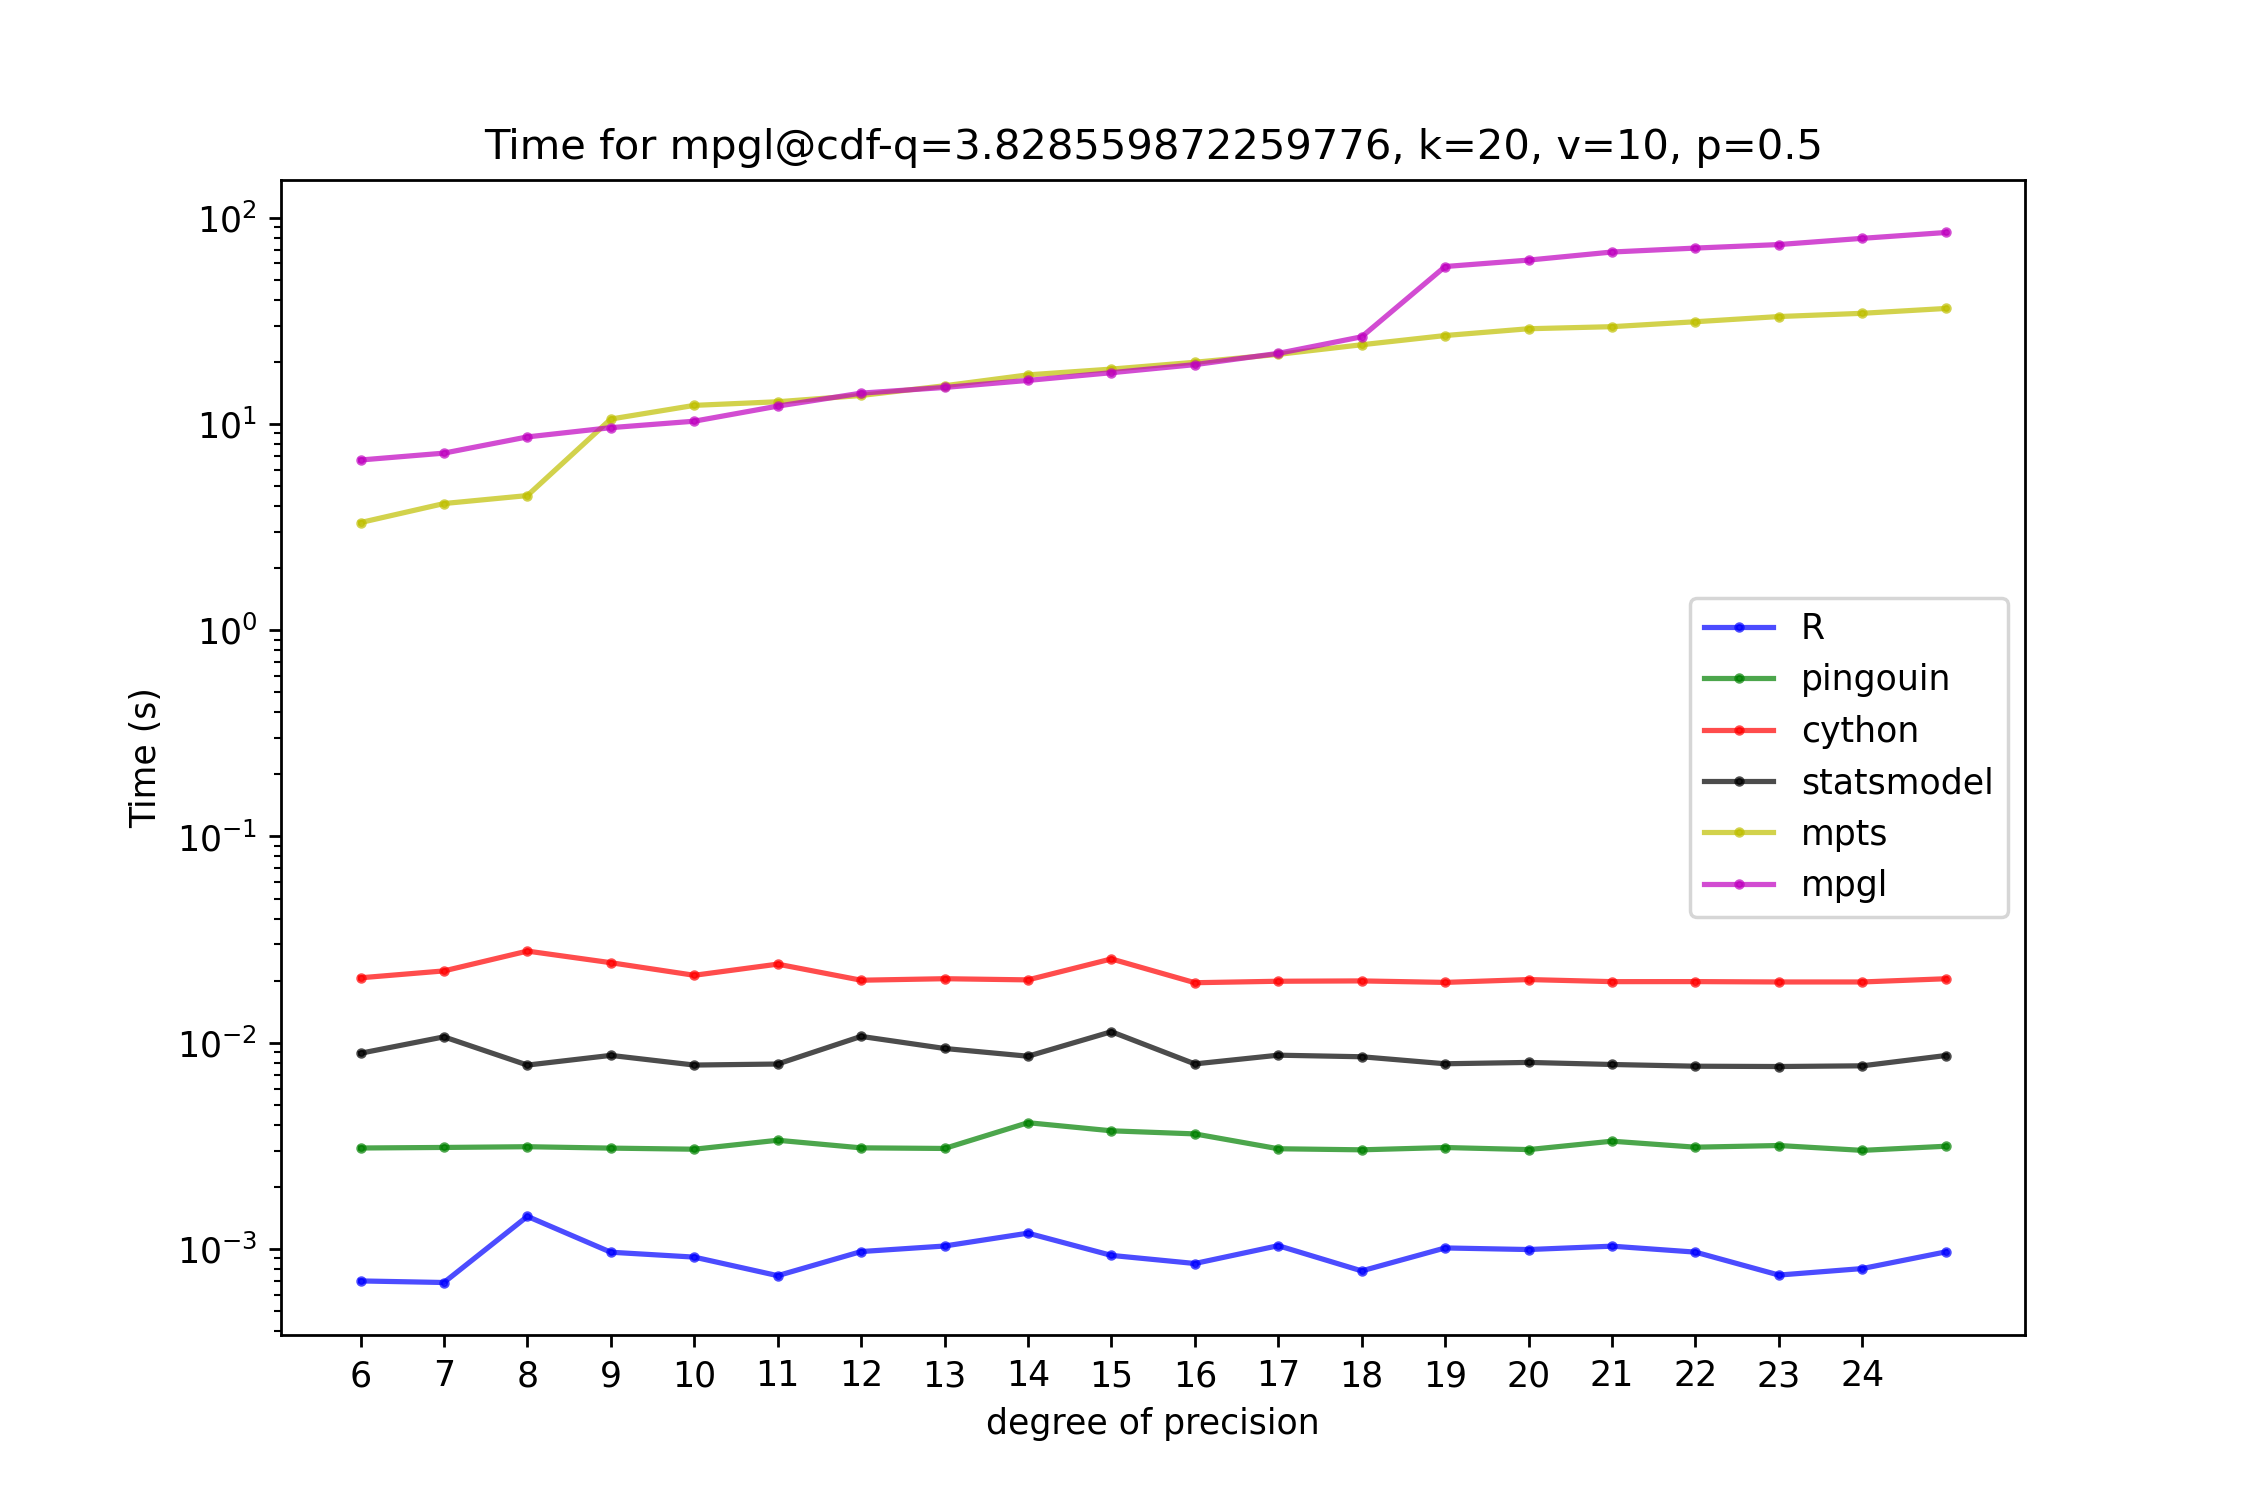 Time for mpgl@cdf-q=3.828559872259776, k=20, v=10, p=0.5
10²
10¹
10⁰
10⁻¹
10⁻²
10⁻³
Time (s)
R
pingouin
cython
statsmodel
mpts
mpgl
6 7 8 9 10 11 12 13 14 15 16 17 18 19 20 21 22 23 24
degree of precision